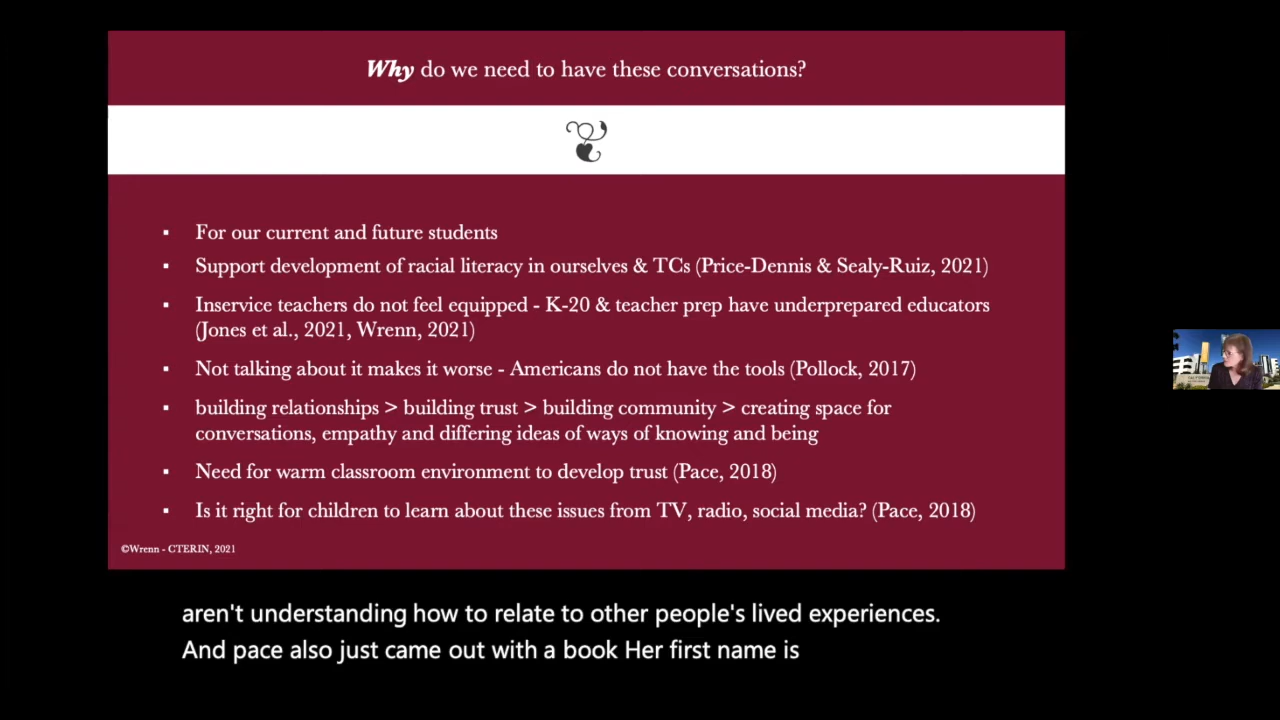 Why do we need to have these conversations?
▪ For our current and future students
▪ Support development of racial literacy in ourselves & TCs (Price-Dennis & Sealy-Ruiz, 2021)
▪ Inservice teachers do not feel equipped - K-20 & teacher prep have underprepared educators
(Jones et al., 2021, Wrenn, 2021)
▪ Not talking about it makes it worse - Americans do not have the tools (Pollock, 2017)
▪ building relationships > building trust > building community > creating space for
conversations, empathy and differing ideas of ways of knowing and being
▪ Need for warm classroom environment to develop trust (Pace, 2018)
▪ Is it right for children to learn about these issues from TV, radio, social media? (Pace, 2018)
©Wrenn - CTERIN, 2021
aren't understanding how to relate to other people's lived experiences.
And pace also just came out with a book Her first name is